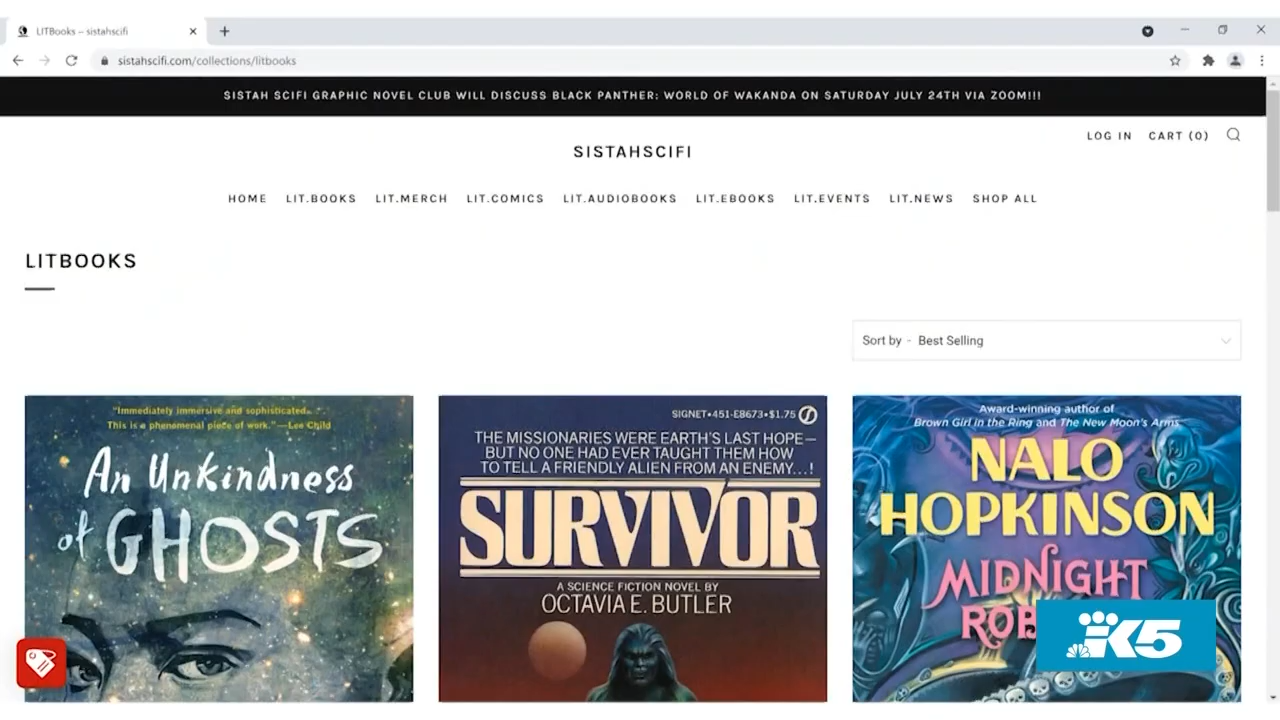 LITBooks – sistahscifi
sistahscifi.com/collections/litbooks
SISTAH SCIFI GRAPHIC NOVEL CLUB WILL DISCUSS BLACK PANTHER: WORLD OF WAKANDA ON SATURDAY JULY 24TH VIA ZOOM!!!
LOG IN CART (0)
SISTAHSCIFI
HOME LIT.BOOKS LIT.MERCH LIT.COMICS LIT.AUDIOBOOKS LIT.EBOOKS LIT.EVENTS LIT.NEWS SHOP ALL
LITBOOKS
Sort by - Best Selling
"Immediately immersive and sophisticated.
This is a phenomenal piece of work."—Lee Child
An Unkindness
of GHOSTS
SIGNET•451-E8673•$1.75
THE MISSIONARIES WERE EARTH'S LAST HOPE—
BUT NO ONE HAD EVER TAUGHT THEM HOW
TO TELL A FRIENDLY ALIEN FROM AN ENEMY...!
SURVIVOR
A SCIENCE FICTION NOVEL BY
OCTAVIA E. BUTLER
Award-winning author of
Brown Girl in the Ring and The New Moon's Arms
NALO
HOPKINSON
MIDNIGHT
ROB
K5